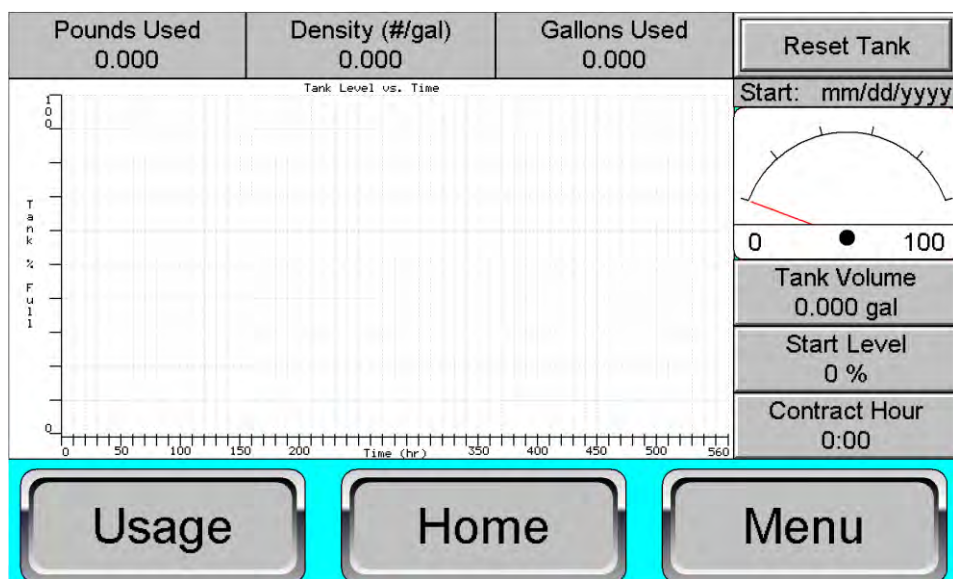 Pounds Used
0.000
Density (#/gal)
0.000
Gallons Used
0.000
Reset Tank
Start: mm/dd/yyyy
Tank Level vs. Time
100
Tank % Full
0
0 50 100 150 200 Time (hr) 350 400 450 500 560
0 100
Tank Volume
0.000 gal
Start Level
0 %
Contract Hour
0:00
Usage
Home
Menu